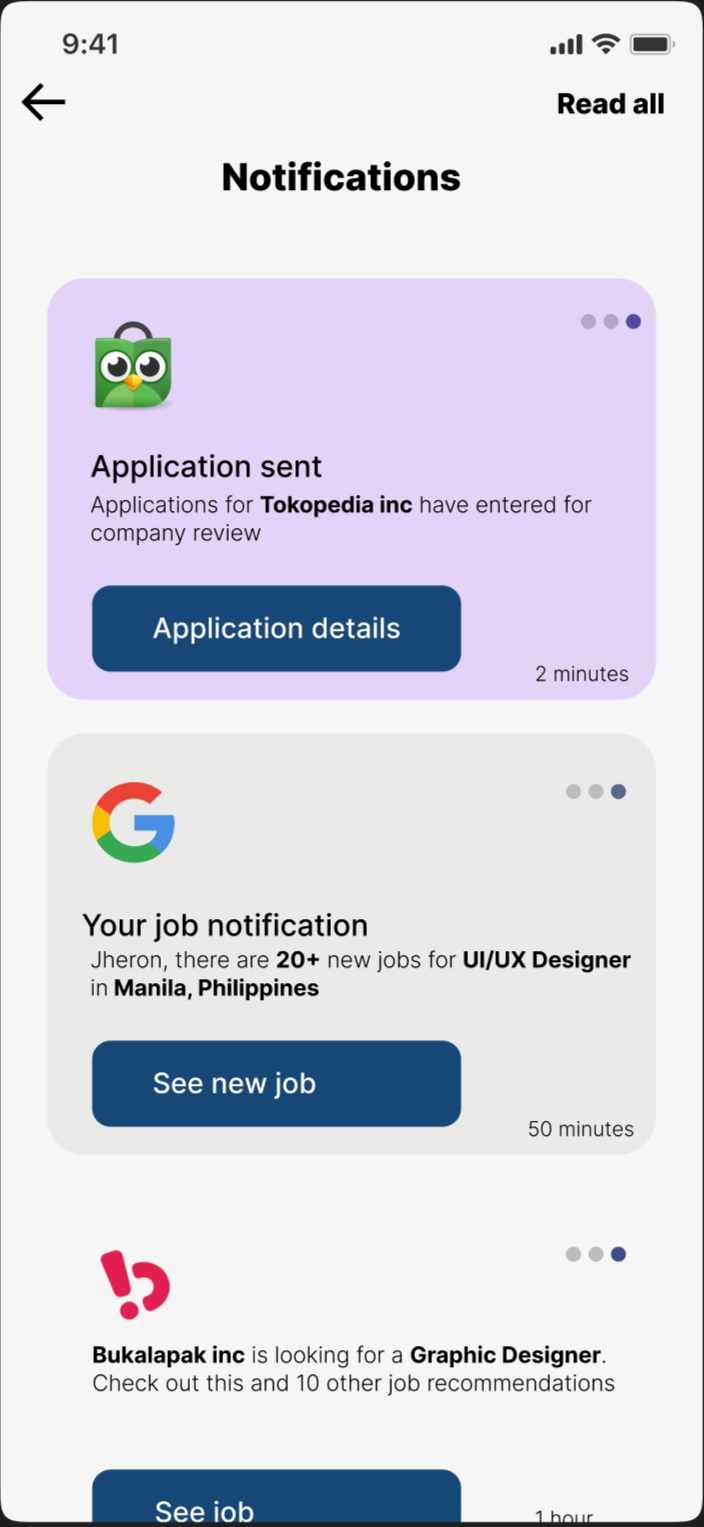 9:41
Read all
Notifications
Application sent
Applications for Tokopedia inc have entered for
company review
Application details
2 minutes
Your job notification
Jheron, there are 20+ new jobs for UI/UX Designer
in Manila, Philippines
See new job
50 minutes
Bukalapak inc is looking for a Graphic Designer.
Check out this and 10 other job recommendations
See job
1 hour